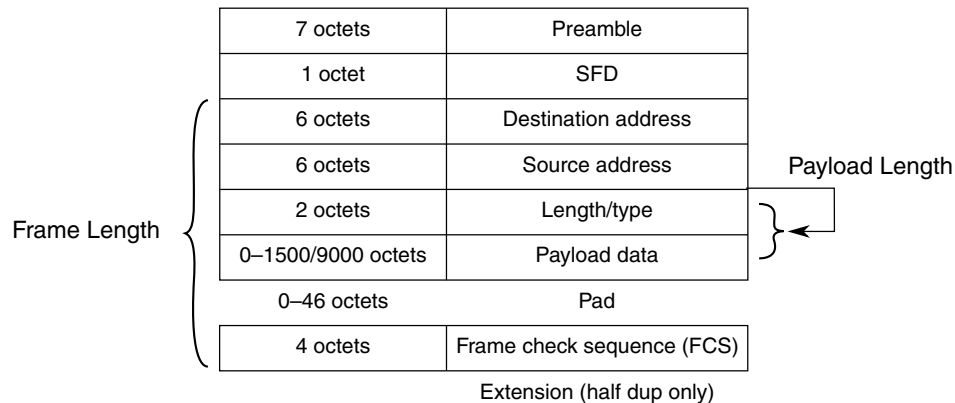 7 octets Preamble
1 octet SFD
6 octets Destination address
6 octets Source address
Payload Length
2 octets Length/type
Frame Length
0–1500/9000 octets Payload data
0–46 octets Pad
4 octets Frame check sequence (FCS)
Extension (half dup only)